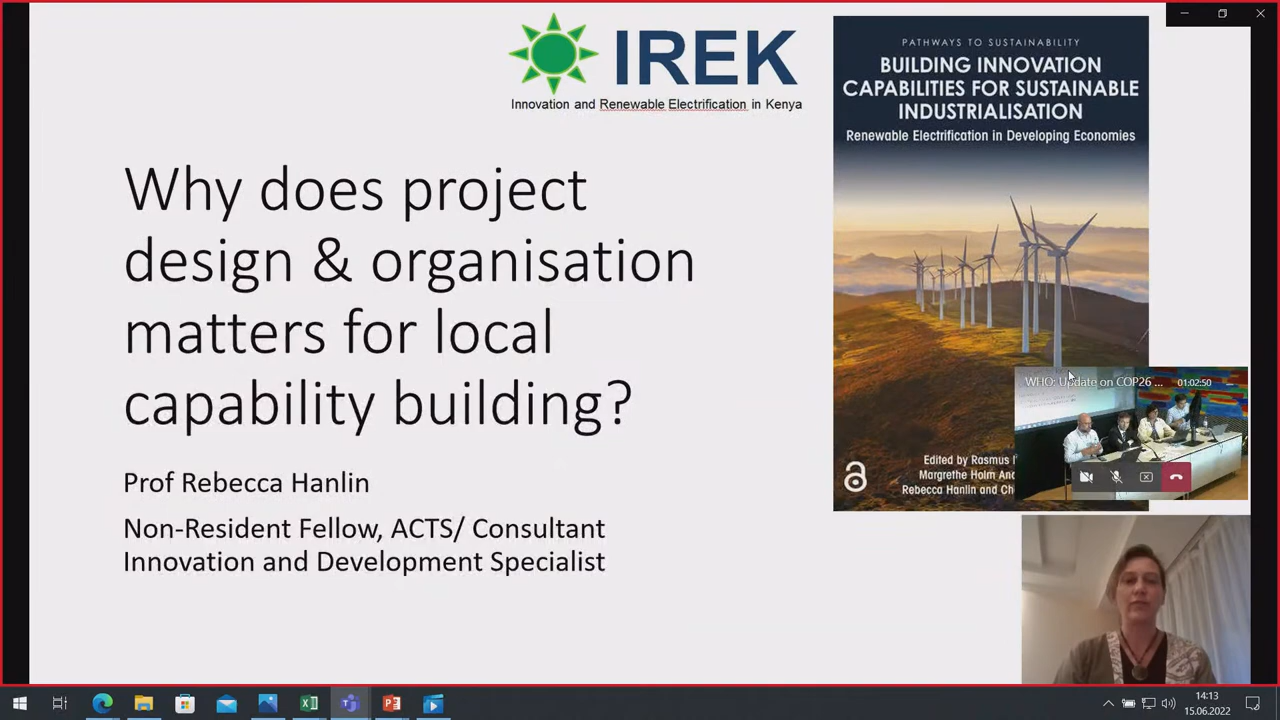 IREK
Innovation and Renewable Electrification in Kenya
Why does project
design & organisation
matters for local
capability building?
Prof Rebecca Hanlin
Non-Resident Fellow, ACTS/ Consultant
Innovation and Development Specialist
PATHWAYS TO SUSTAINABILITY
BUILDING INNOVATION
CAPABILITIES FOR SUSTAINABLE
INDUSTRIALISATION
Renewable Electrification in Developing Economies
Edited by Rasmus
Margrethe Holm And
Rebecca Hanlin and Ch
WHO: Update on COP26 ...
01:02:50
14:13
15.06.2022